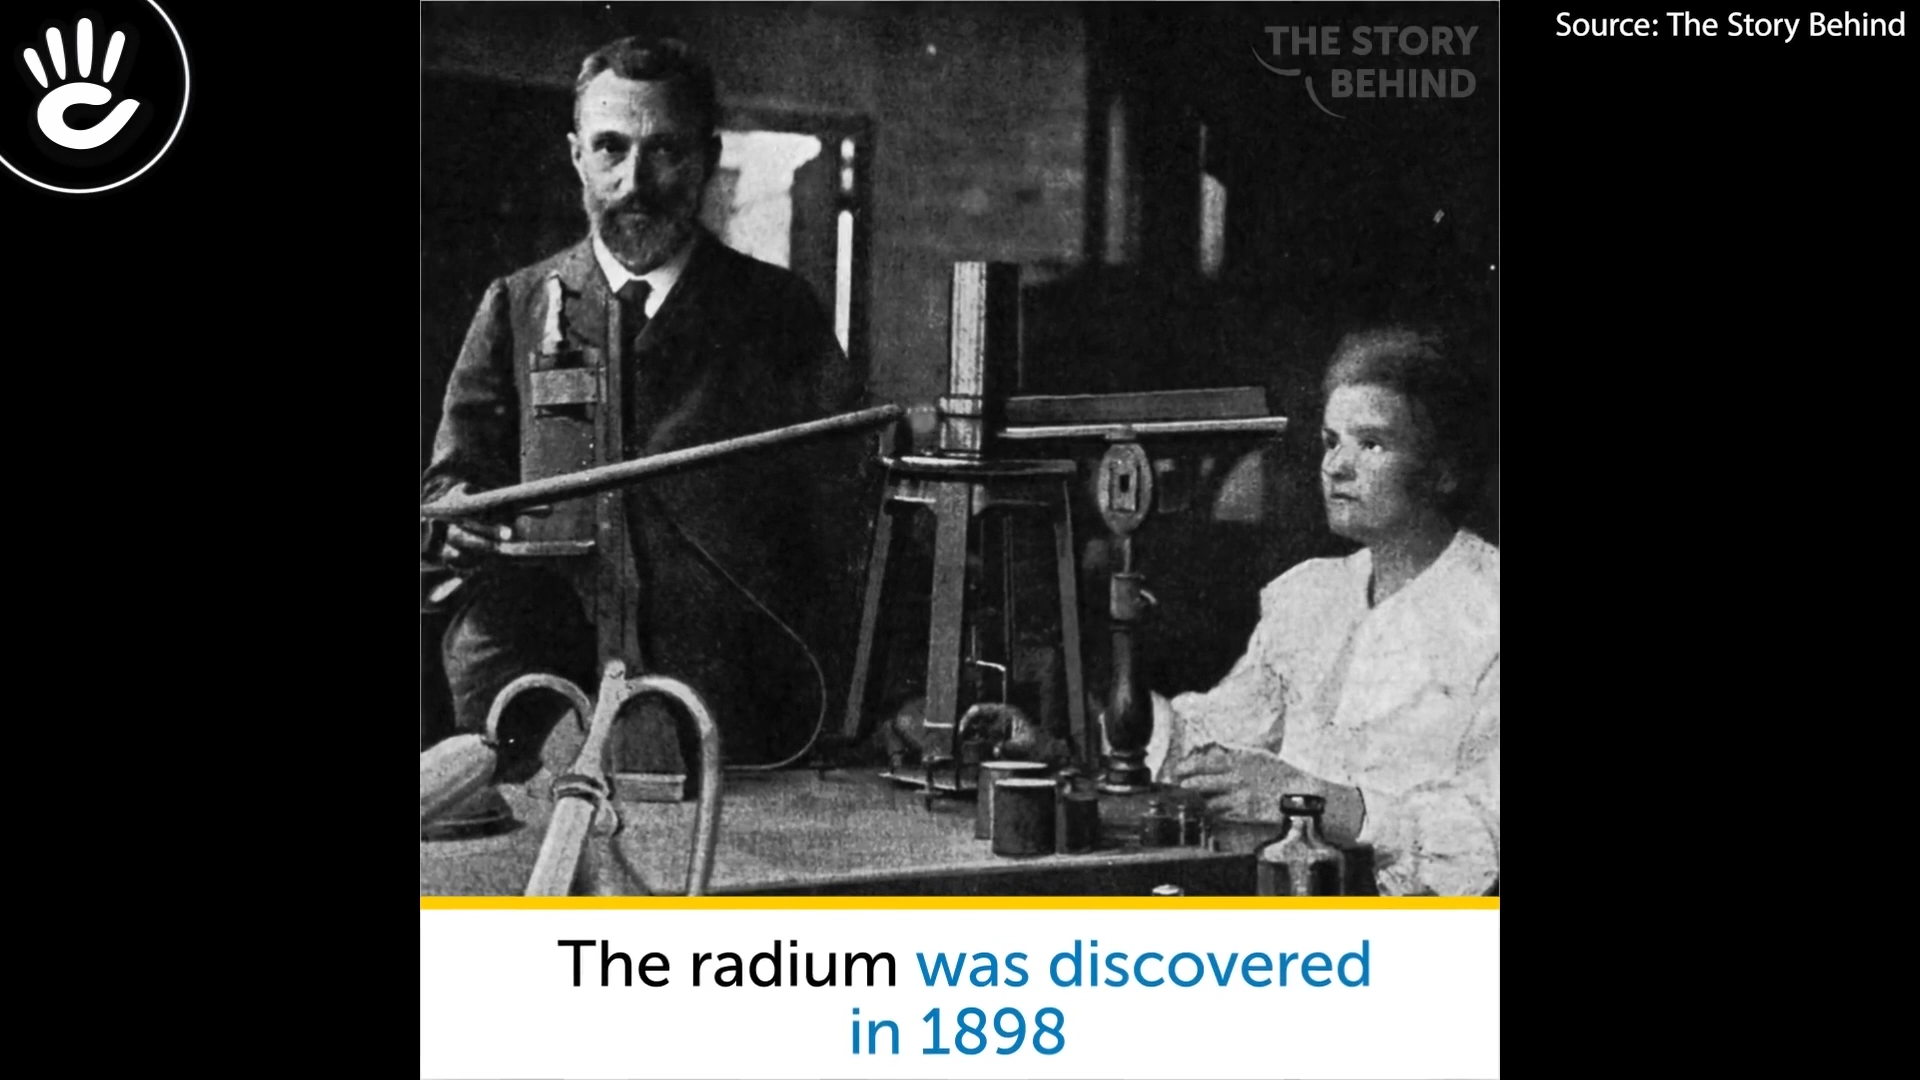 Source: The Story Behind
THE STORY
BEHIND
The radium was discovered
in 1898